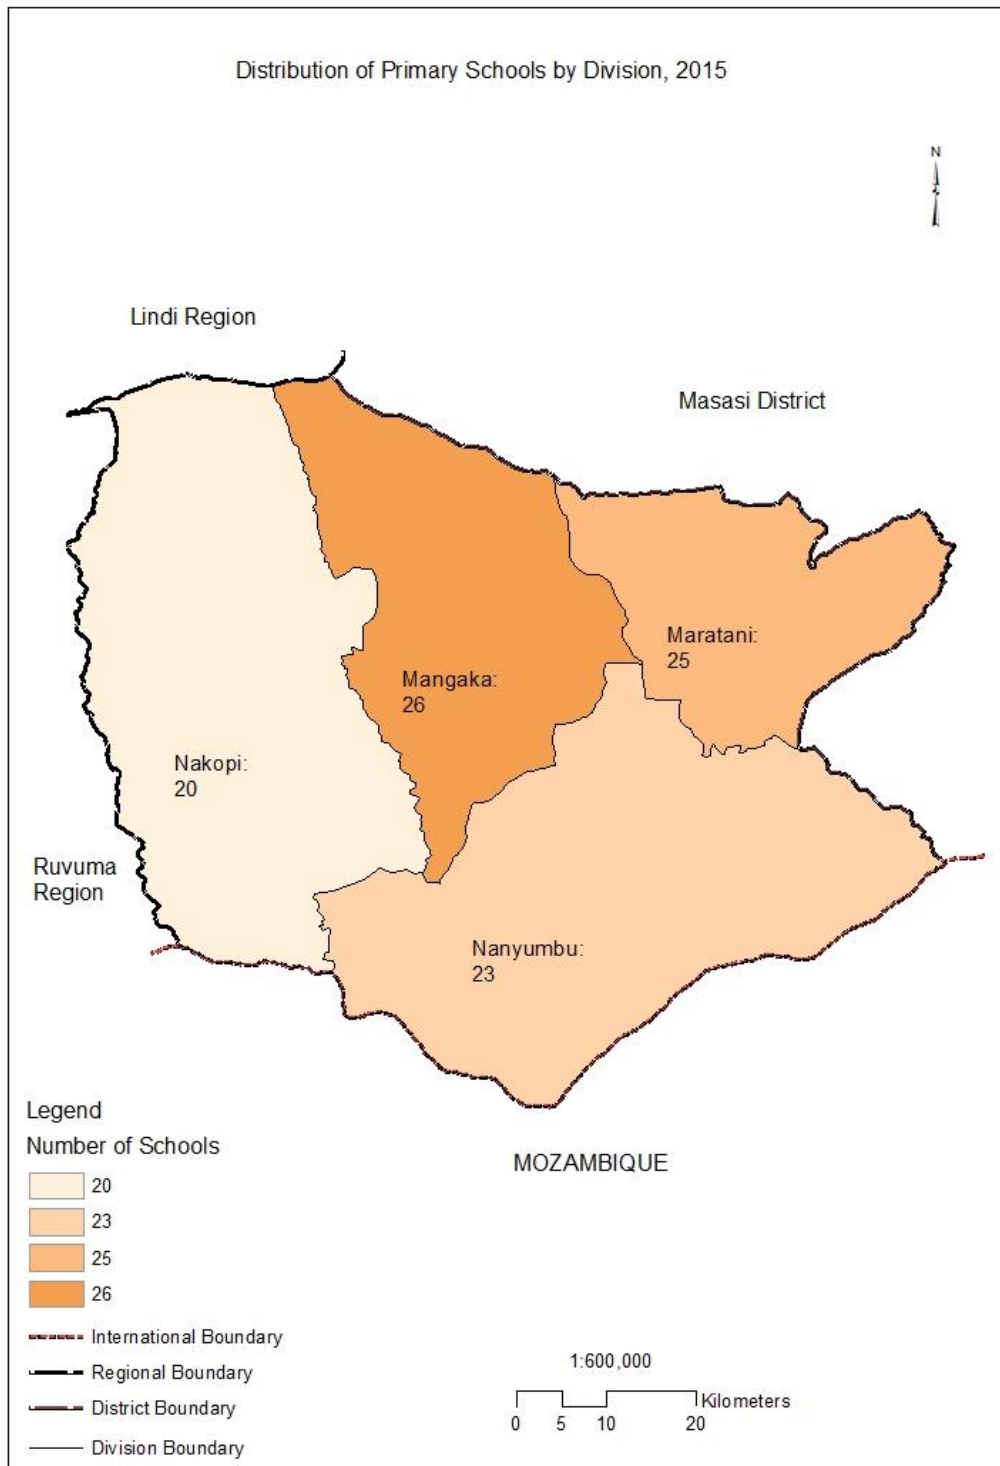 Distribution of Primary Schools by Division, 2015
N
Lindi Region
Masasi District
Maratani:
25
Mangaka:
26
Nakopi:
20
Ruvuma
Region
Nanyumbu:
23
MOZAMBIQUE
Legend
Number of Schools
20
23
25
26
International Boundary
Regional Boundary
District Boundary
Division Boundary
1:600,000
Kilometers
0 5 10 20